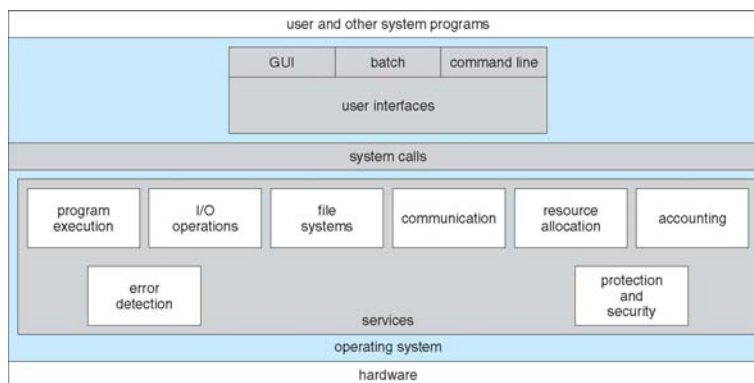 user and other system programs
GUI
batch
command line
user interfaces
system calls
program
execution
I/O
operations
file
systems
communication
resource
allocation
accounting
error
detection
protection
and
security
services
operating system
hardware